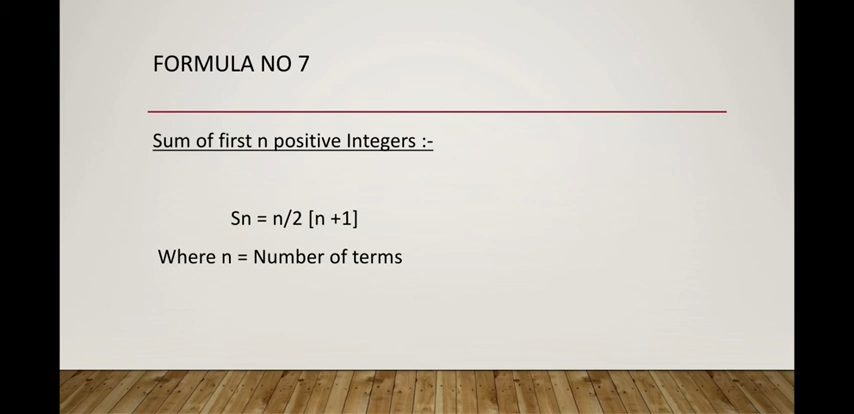 FORMULA NO 7
Sum of first n positive Integers :-
Sn = n/2 [n +1]
Where n = Number of terms